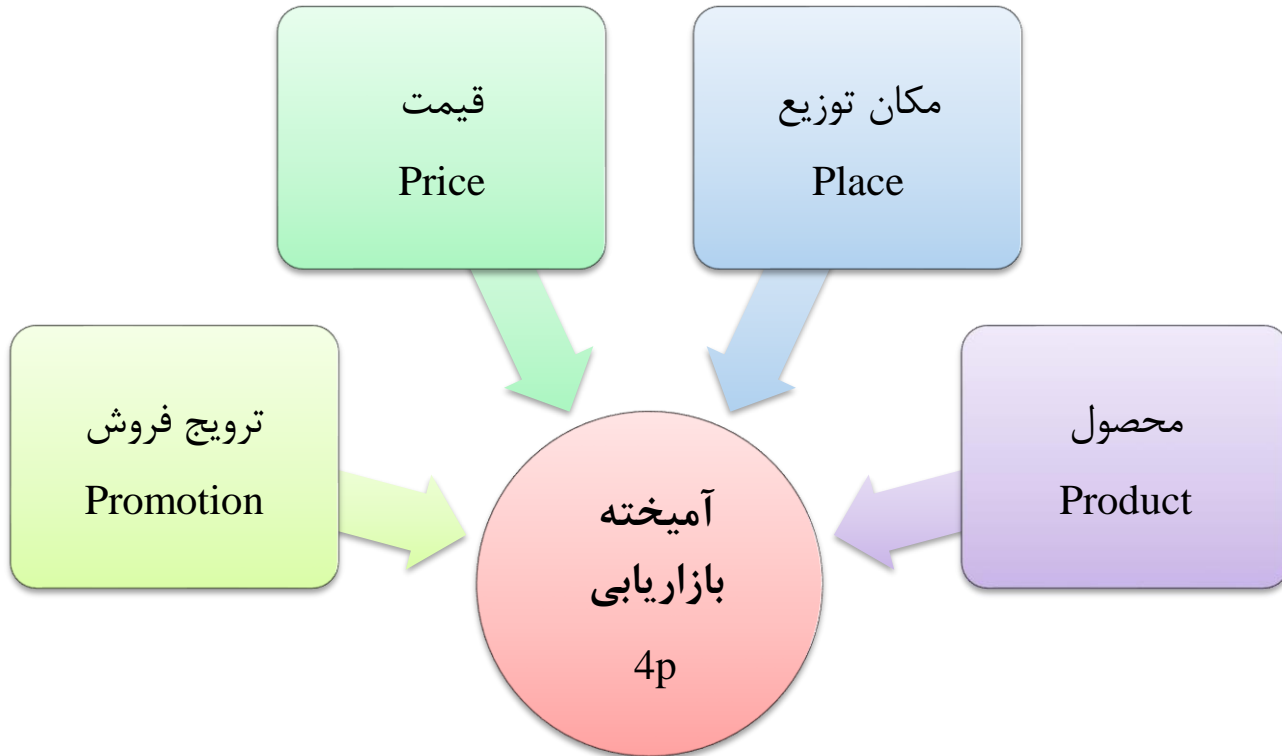 قیمت
Price
مکان توزیع
Place
ترویج فروش
Promotion
محصول
Product
آمیخته
بازاریابی
4p